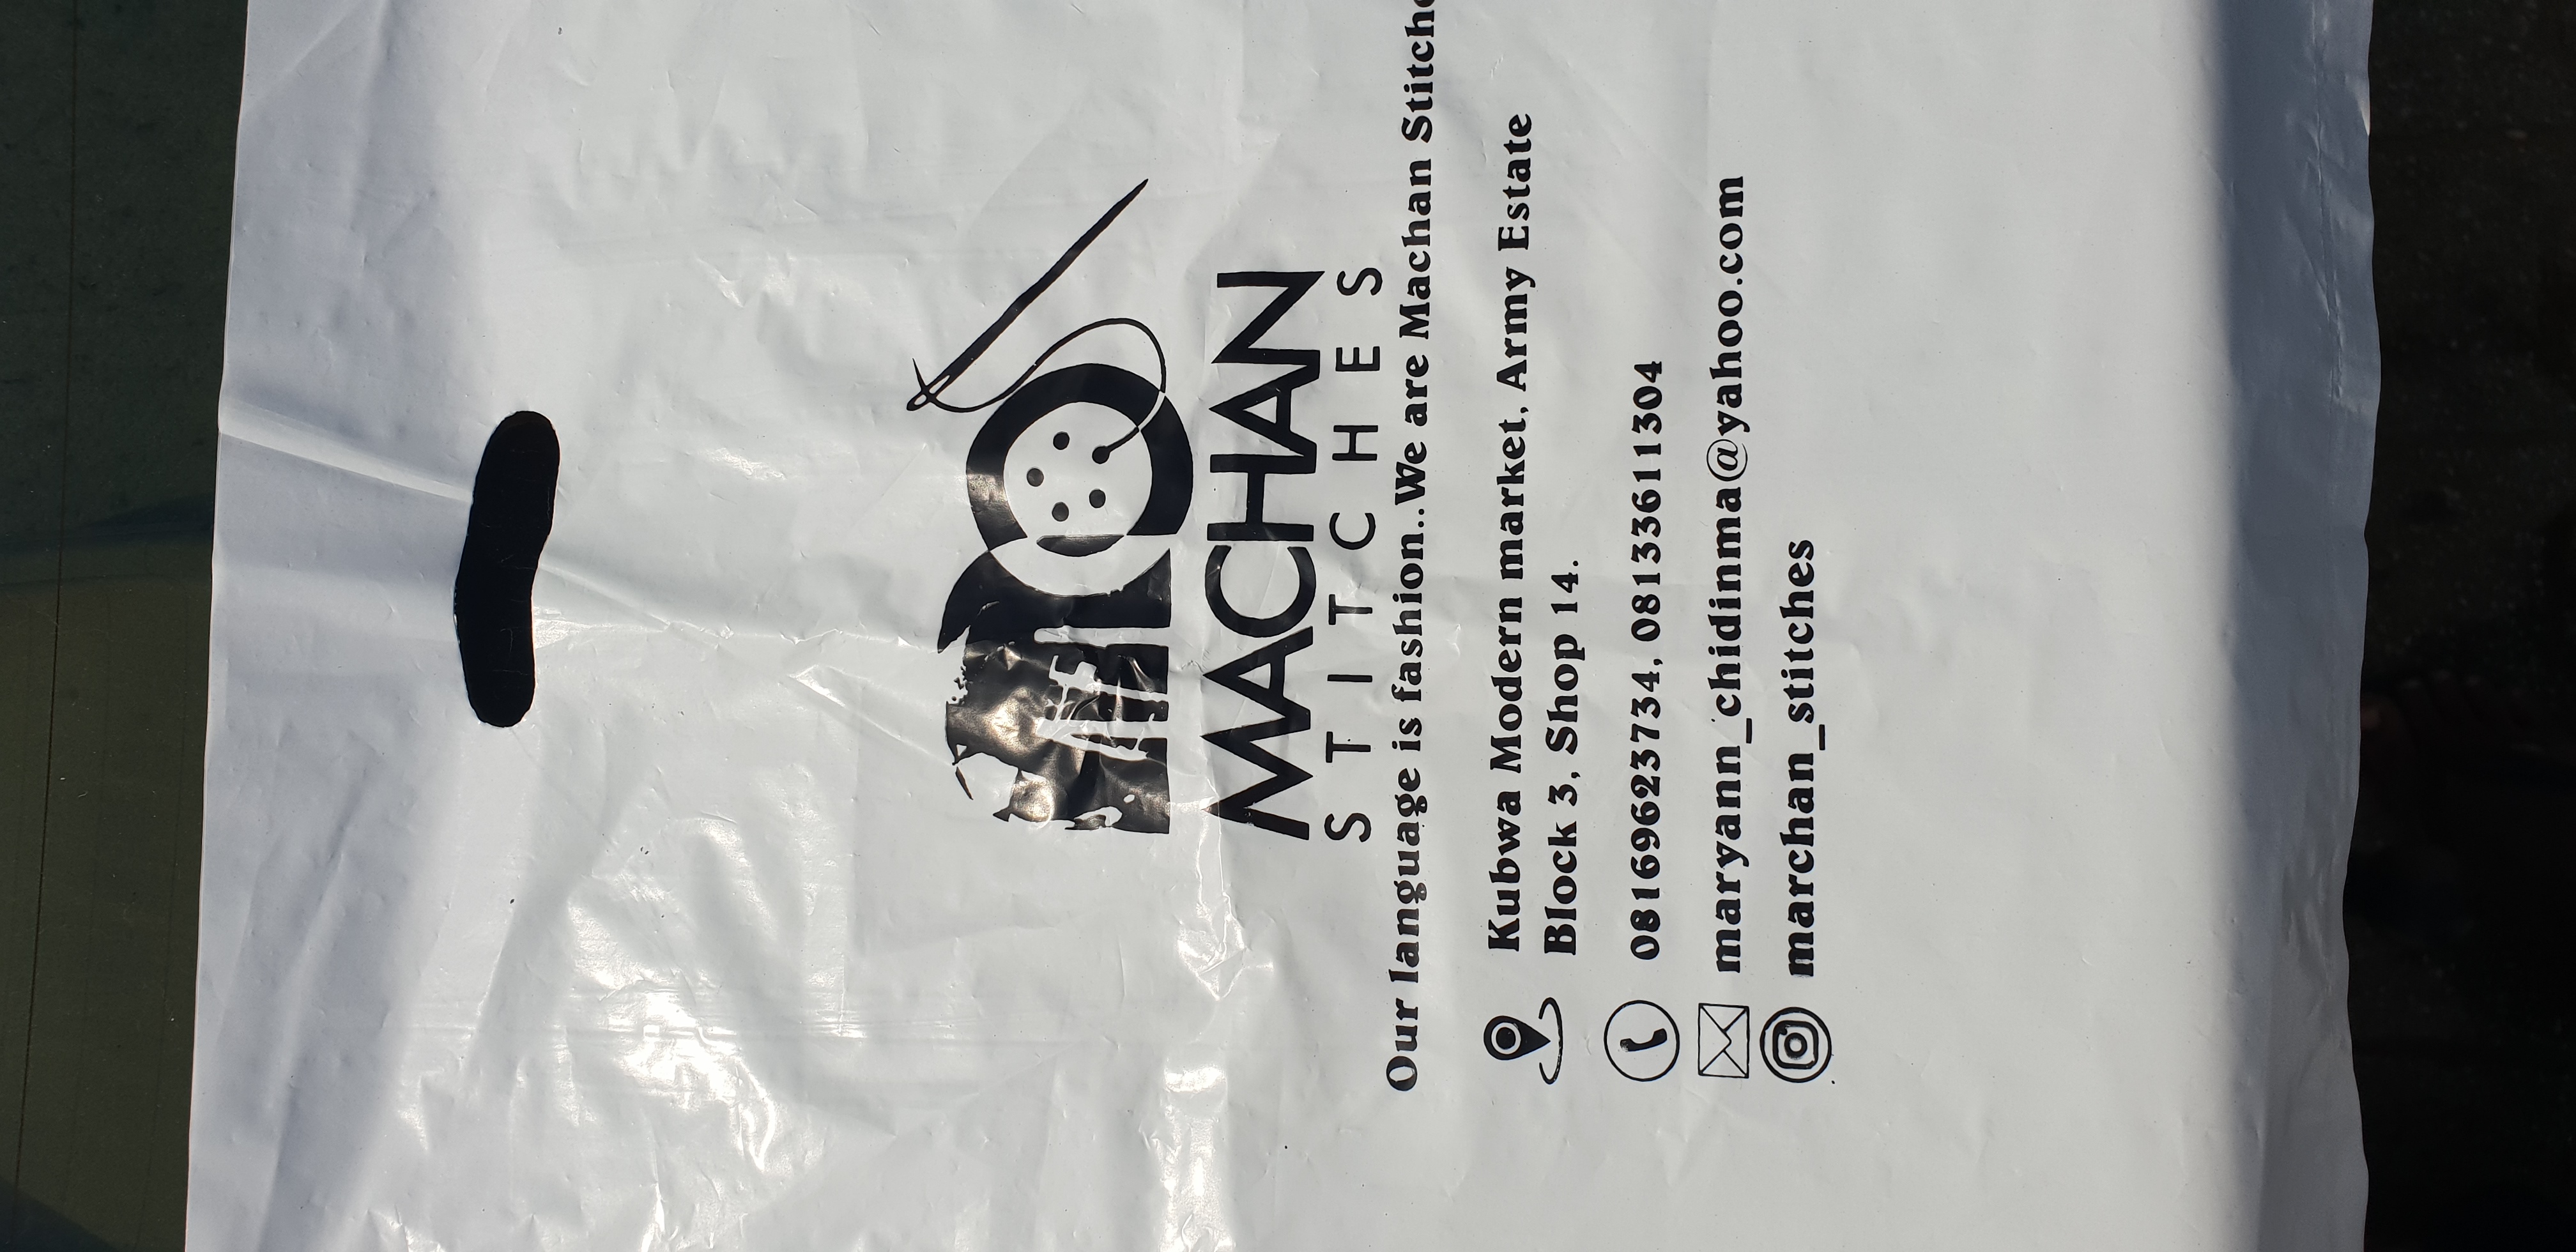 MACHAN
STITCHES
Our language is fashion..We are Machan
Kubwa Modern market, Army Estate
Block 3, Shop 14.
08169623734, 08133611304
maryann_chidinma@yahoo.com
marchan_stitches